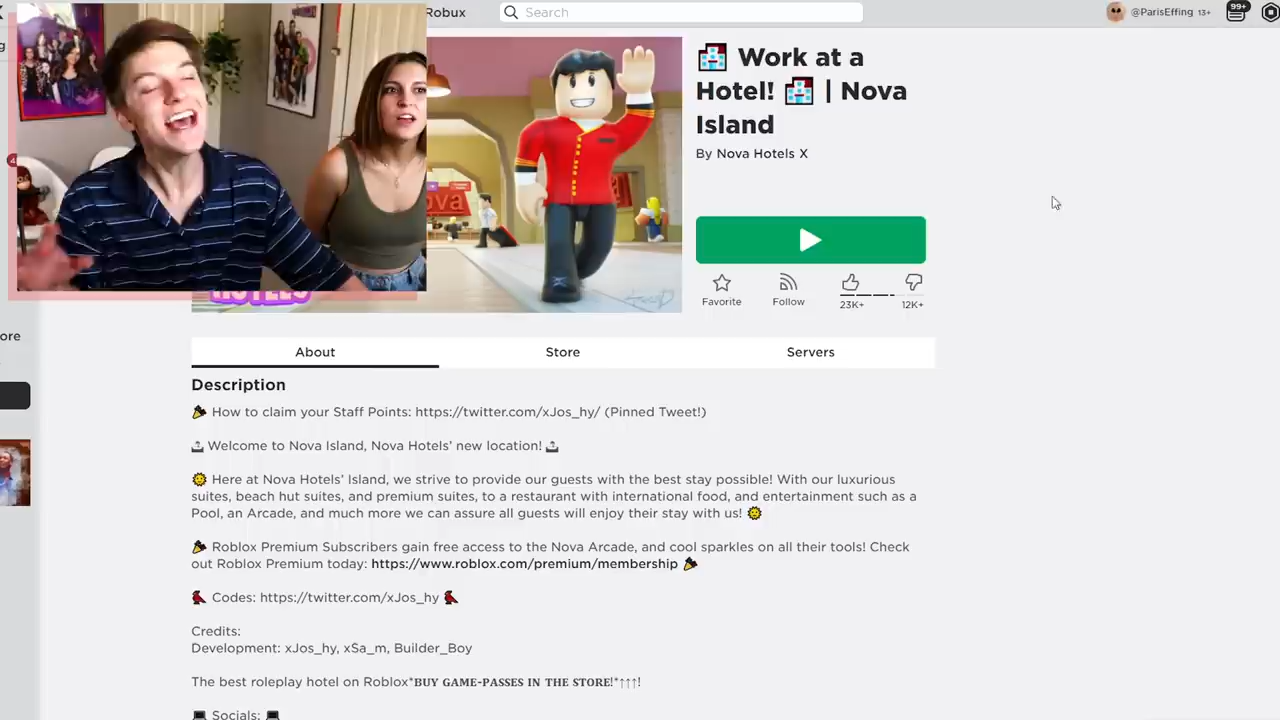 Robux
Search
@ParisEffing 13+
99+
Work at a
Hotel! | Nova
Island
By Nova Hotels X
Favorite
Follow
23K+
12K+
ore
About
Store
Servers
Description
How to claim your Staff Points: https://twitter.com/xJos_hy/ (Pinned Tweet!)
Welcome to Nova Island, Nova Hotels’ new location!
Here at Nova Hotels’ Island, we strive to provide our guests with the best stay possible! With our luxurious
suites, beach hut suites, and premium suites, to a restaurant with international food, and entertainment such as a
Pool, an Arcade, and much more we can assure all guests will enjoy their stay with us!
Roblox Premium Subscribers gain free access to the Nova Arcade, and cool sparkles on all their tools! Check
out Roblox Premium today: https://www.roblox.com/premium/membership
Codes: https://twitter.com/xJos_hy
Credits:
Development: xJos_hy, xSa_m, Builder_Boy
The best roleplay hotel on Roblox*ʙᴜʏ ɢᴀᴍᴇ-ᴘᴀssᴇs ɪɴ ᴛʜᴇ sᴛᴏʀᴇ!*↑↑↑!
Socials: